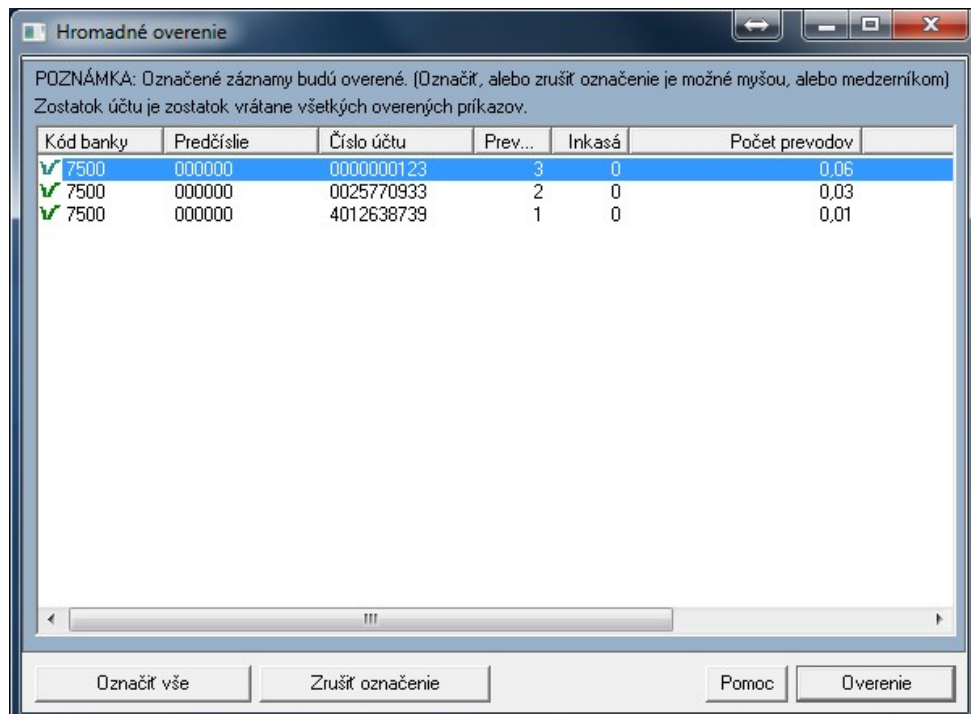 Hromadné overenie
POZNÁMKA: Označené záznamy budú overené. (Označiť, alebo zrušiť označenie je možné myšou, alebo medzerníkom)
Zostatok účtu je zostatok vrátane všetkých overených príkazov.
Kód banky Predčíslie Číslo účtu Prev... Inkasá Počet prevodov
7500 000000 0000000123 3 0 0,06
7500 000000 0025770933 2 0 0,03
7500 000000 4012638739 1 0 0,01
Označiť vše Zrušiť označenie Pomoc Overenie